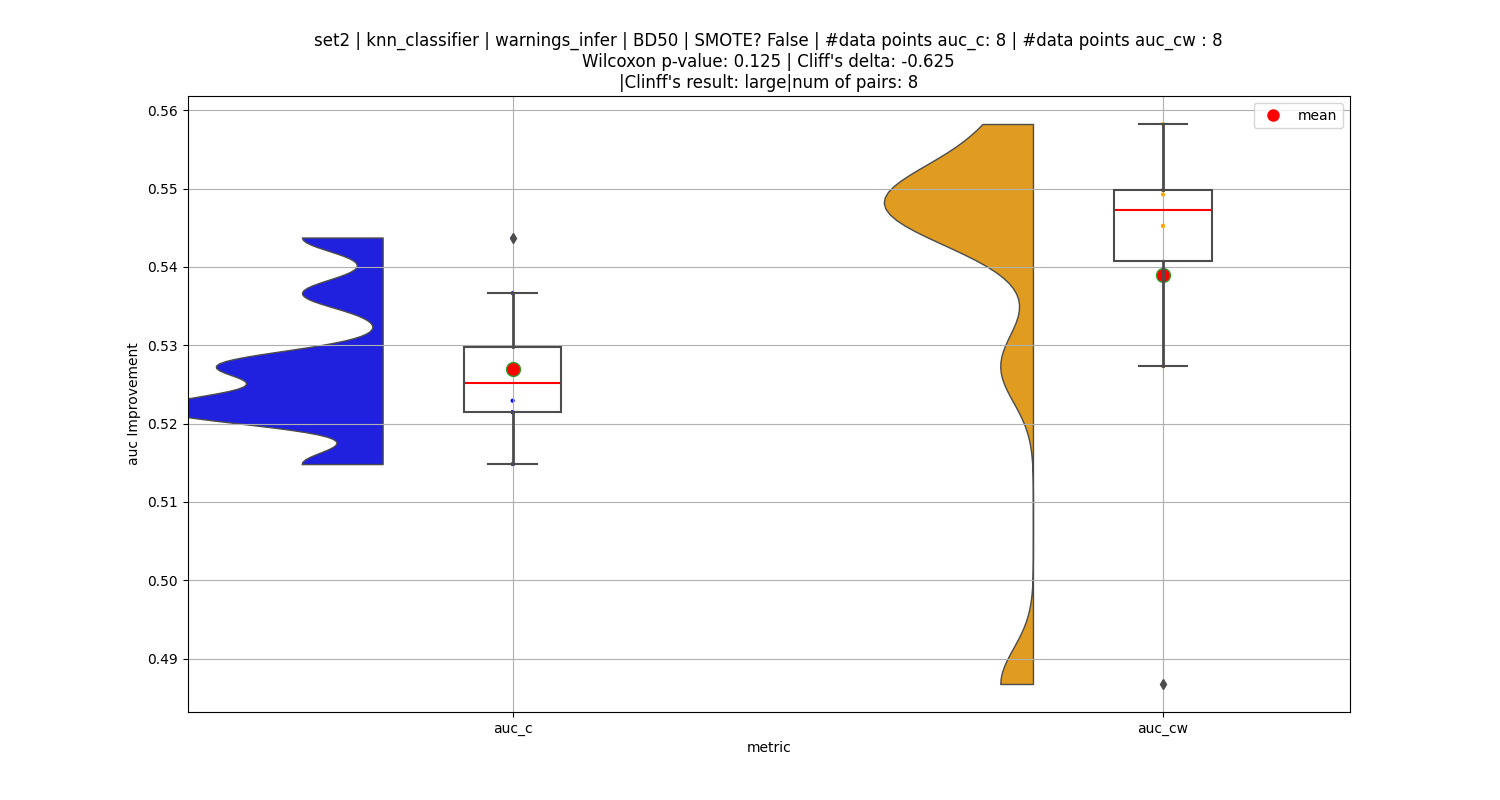 set2 | knn_classifier | warnings_infer | BD50 | SMOTE? False | #data points auc_c: 8 | #data points auc_cw : 8
Wilcoxon p-value: 0.125 | Cliff's delta: -0.625
|Clinff's result: large|num of pairs: 8
mean
0.56
0.55
0.54
0.53
0.52
0.51
0.50
0.49
auc Improvement
auc_c
auc_cw
metric